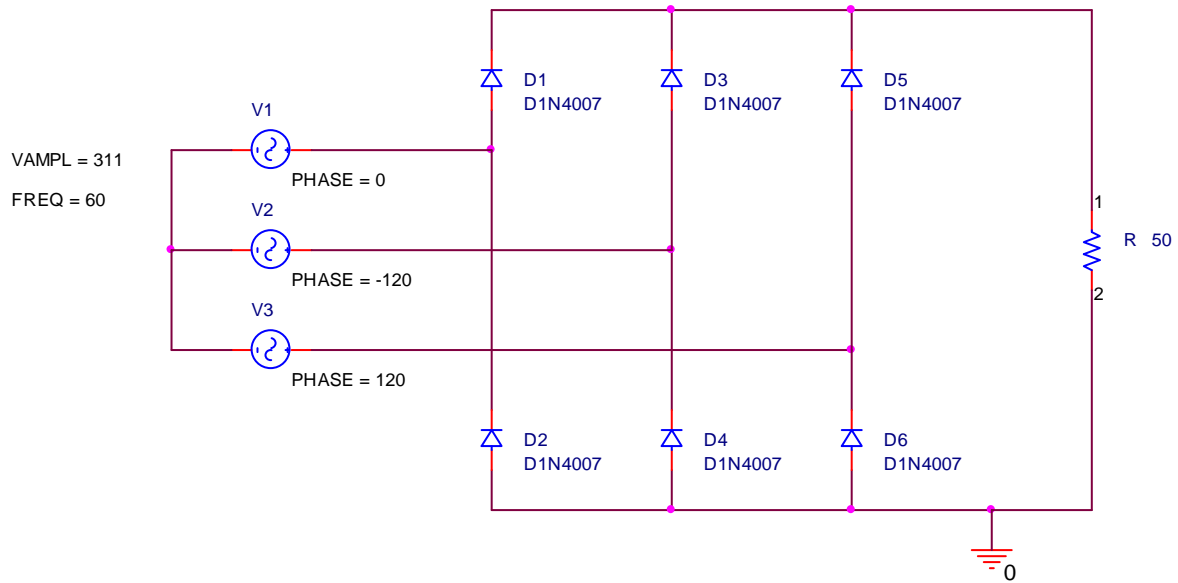 D1
D3
D5
D1N4007
D1N4007
D1N4007
V1
VAMPL = 311
PHASE = 0
FREQ = 60
1
V2
R 50
PHASE = -120
2
V3
PHASE = 120
D2
D4
D6
D1N4007
D1N4007
D1N4007
0